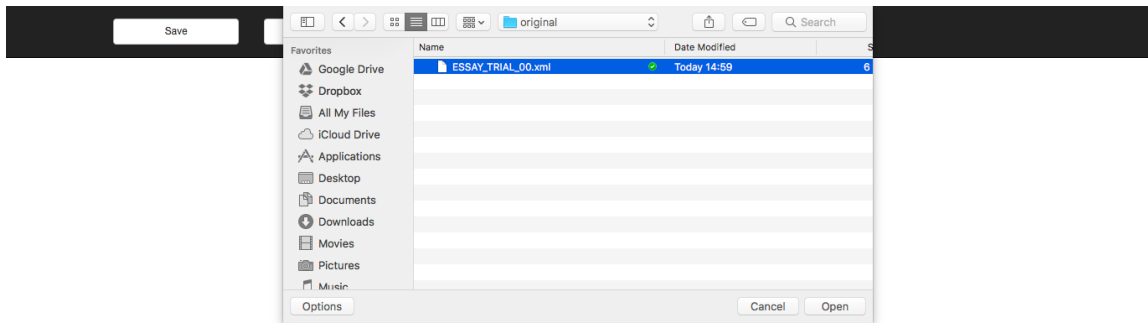 Save
original
Search
Favorites
Name
Date Modified
S
Google Drive
ESSAY_TRIAL_00.xml
Today 14:59
6
Dropbox
All My Files
iCloud Drive
Applications
Desktop
Documents
Downloads
Movies
Pictures
Music
Options
Cancel
Open